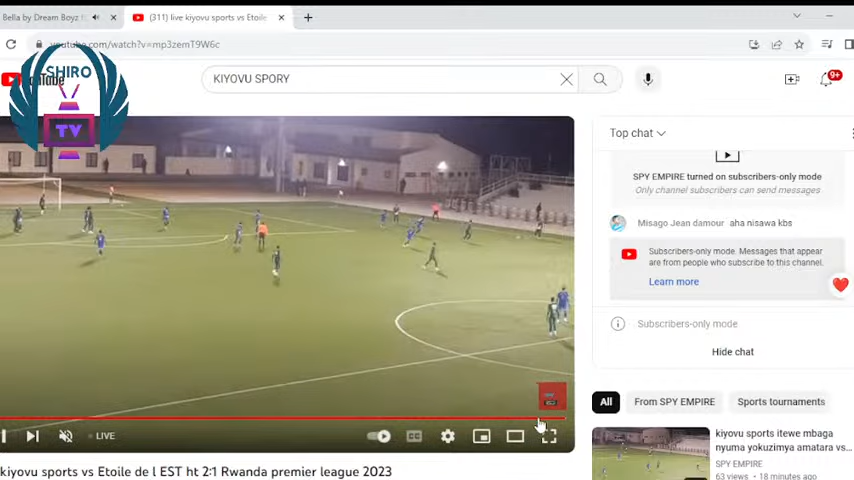 Bella by Dream Boyz
(311) live kiyovu sports vs Etoile
youtube.com/watch?v=mp3zemT9W6c
SHIRO
TV
KIYOVU SPORY
9+
Top chat
SPY EMPIRE turned on subscribers-only mode
Only channel subscribers can send messages
Misago Jean damour aha nisawa kbs
Subscribers-only mode. Messages that appear
are from people who subscribe to this channel.
Learn more
Subscribers-only mode
Hide chat
LIVE
CC
All
From SPY EMPIRE
Sports tournaments
kiyovu sports vs Etoile de l EST ht 2:1 Rwanda premier league 2023
kiyovu sports itewe mbaga
nyuma yokuzimya amatara vs...
SPY EMPIRE
63 views • 18 minutes ago